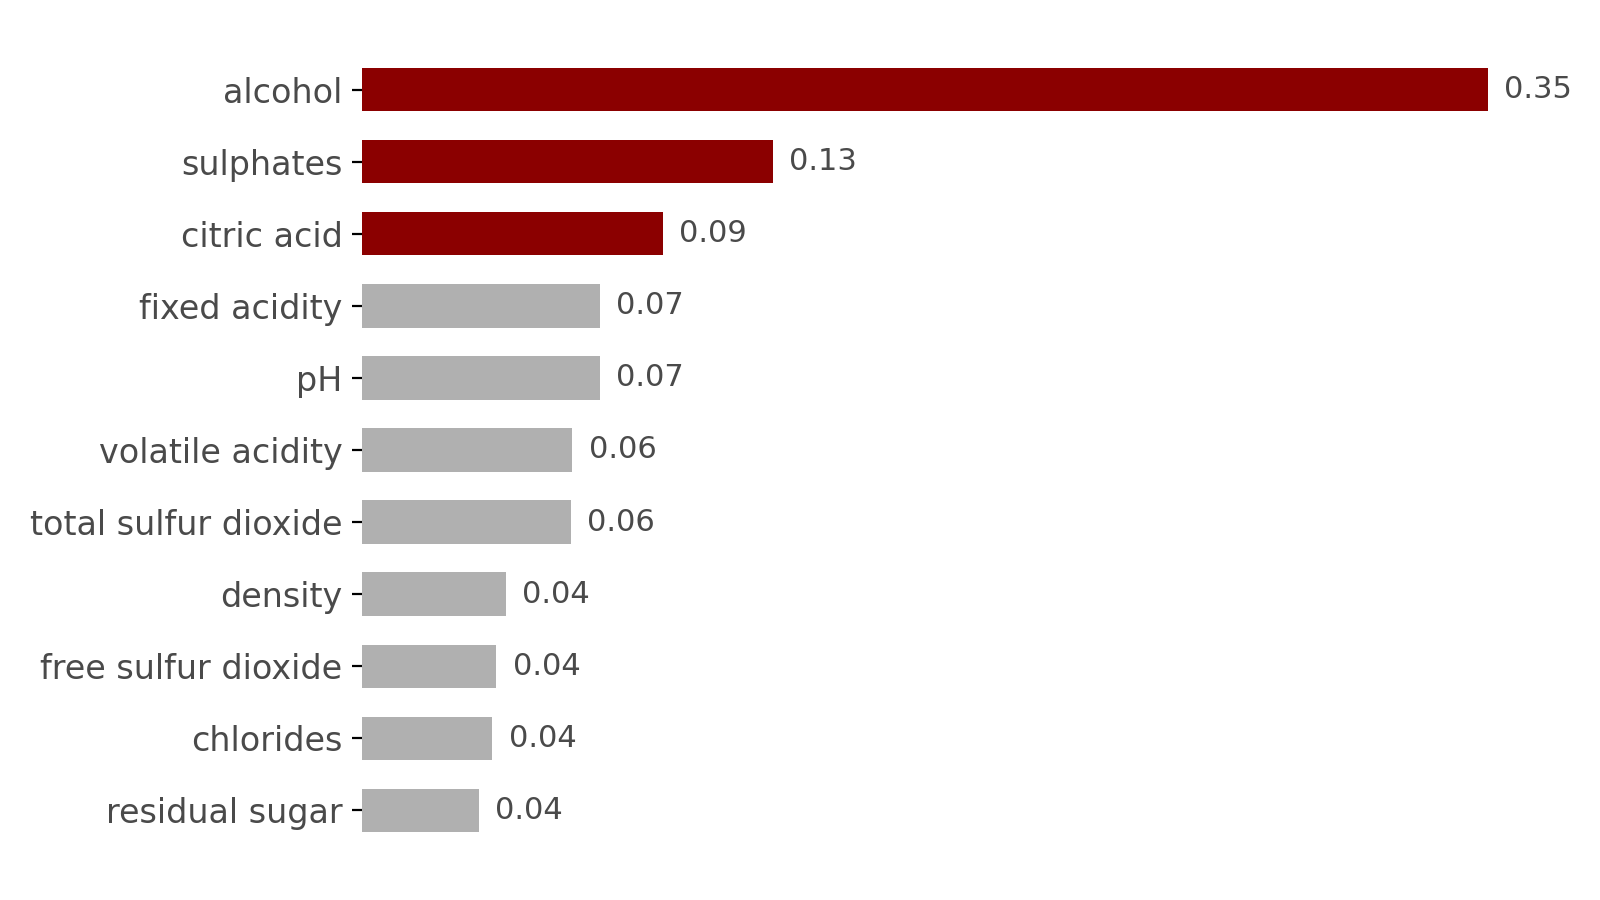 alcohol 0.35
sulphates 0.13
citric acid 0.09
fixed acidity 0.07
pH 0.07
volatile acidity 0.06
total sulfur dioxide 0.06
density 0.04
free sulfur dioxide 0.04
chlorides 0.04
residual sugar 0.04